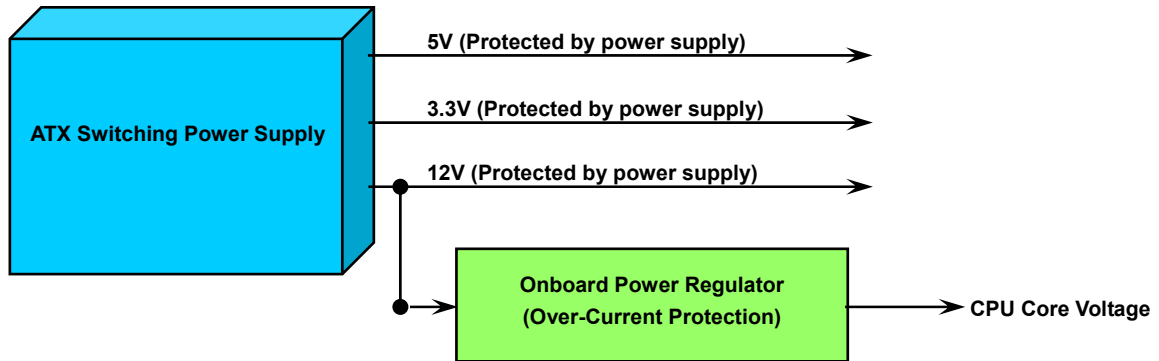 5V (Protected by power supply)
3.3V (Protected by power supply)
ATX Switching Power Supply
12V (Protected by power supply)
Onboard Power Regulator
(Over-Current Protection)
CPU Core Voltage